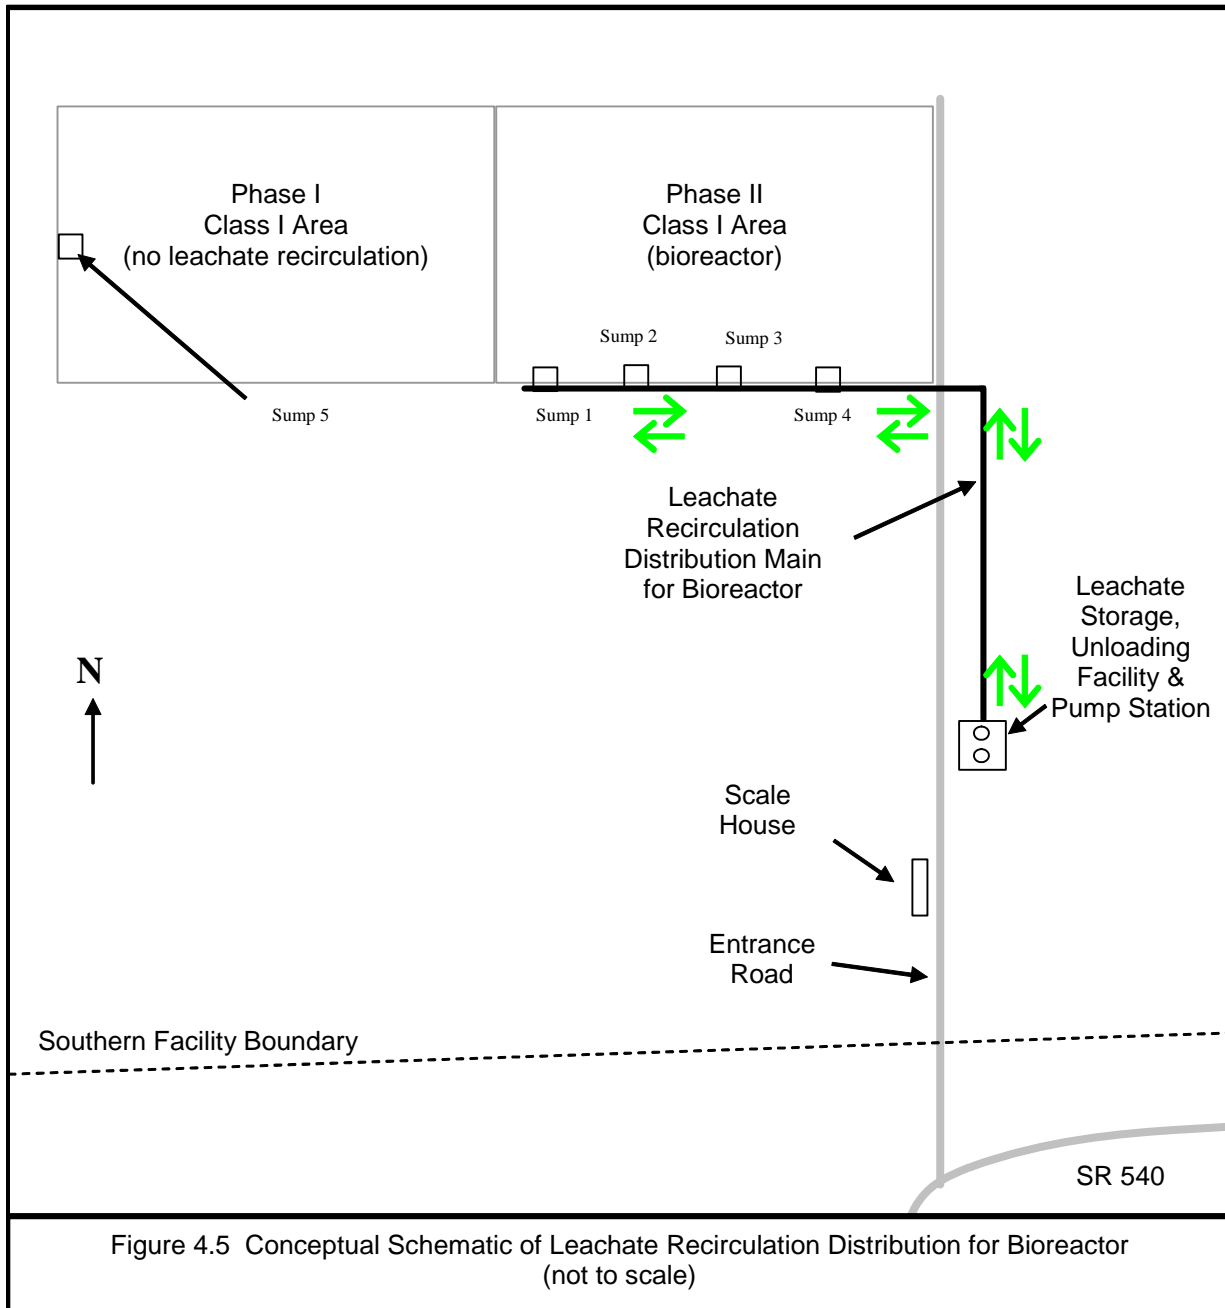 Phase I
Class I Area
(no leachate recirculation)
Phase II
Class I Area
(bioreactor)
Sump 2
Sump 3
Sump 5
Sump 1
Sump 4
Leachate
Recirculation
Distribution Main
for Bioreactor
Leachate
Storage,
Unloading
Facility &
Pump Station
N
Scale
House
Entrance
Road
Southern Facility Boundary
SR 540
Figure 4.5 Conceptual Schematic of Leachate Recirculation Distribution for Bioreactor
(not to scale)